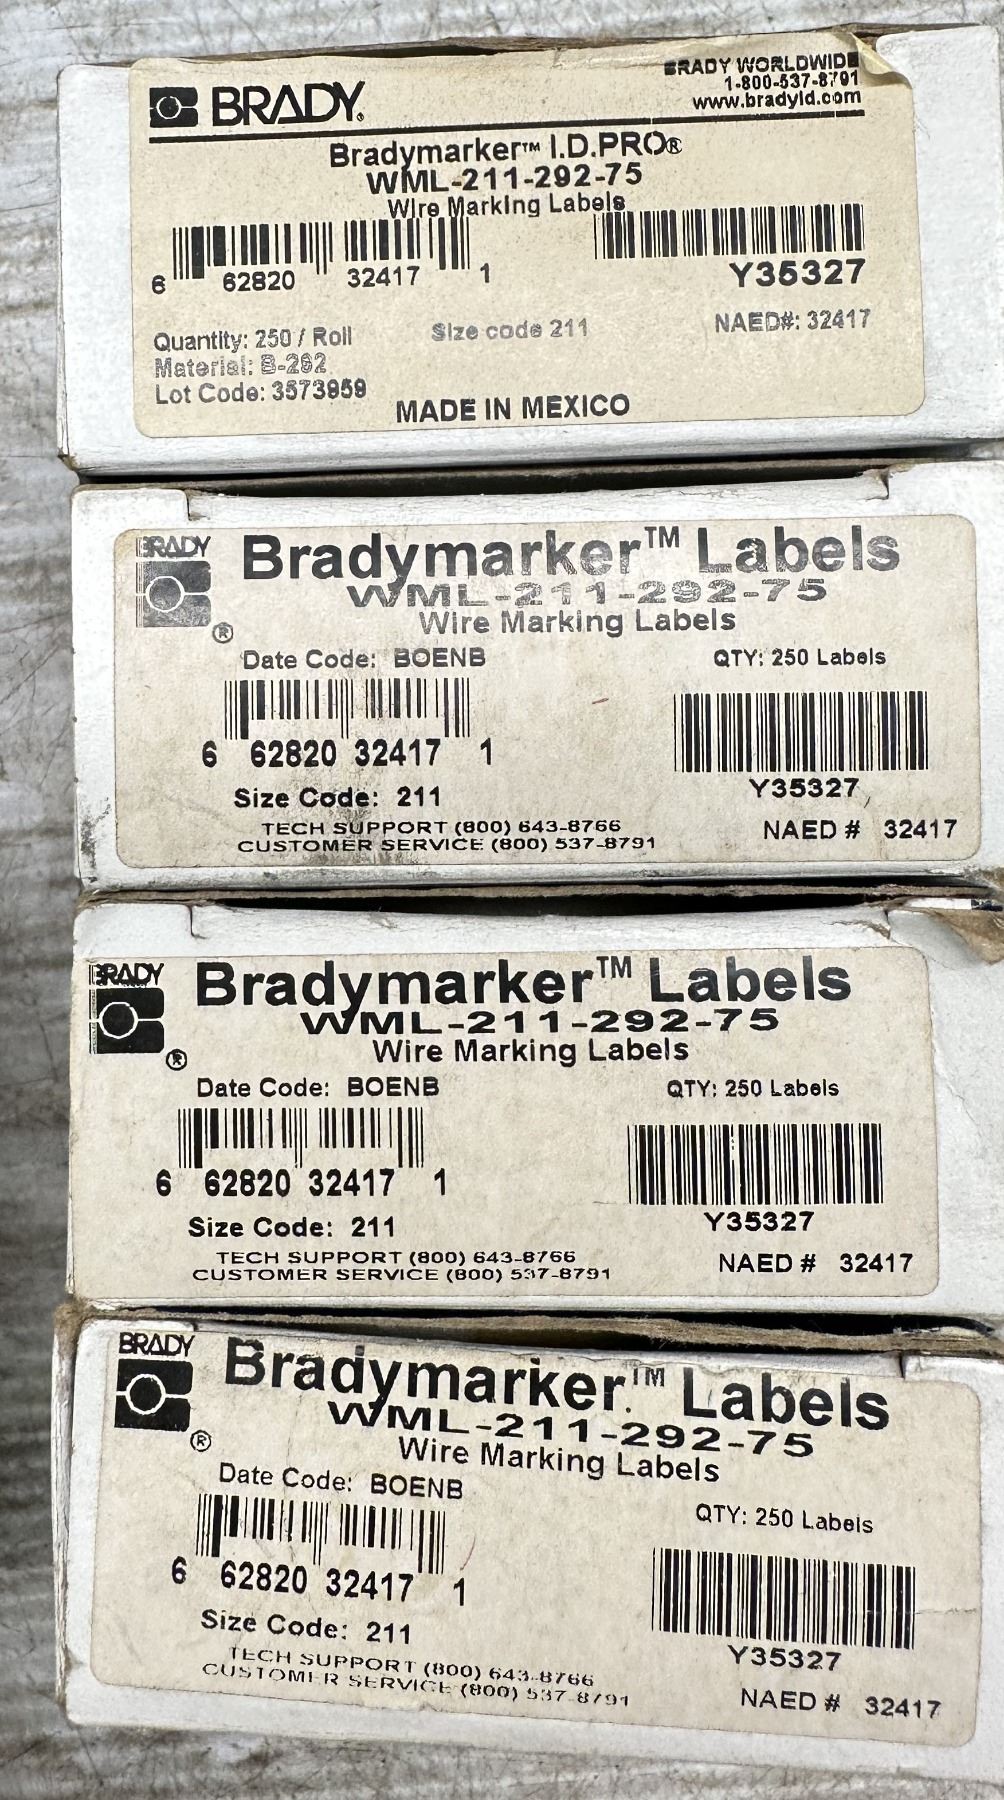 BRADY
BRADY WORLDWIDE
1-800-537-8791
www.bradyid.com
Bradymarker™ I.D.PRO®
WML-211-292-75
Wire Marking Labels
6 62820 32417 1
Y35327
Quantity: 250 / Roll
Size code 211
NAED#: 32417
Material: B-292
Lot Code: 3573959
MADE IN MEXICO
BRADY
®
Bradymarker™ Labels
WML-211-292-75
Wire Marking Labels
Date Code: BOENB
QTY: 250 Labels
6 62820 32417 1
Y35327
Size Code: 211
TECH SUPPORT (800) 643-8766
CUSTOMER SERVICE (800) 537-8791
NAED # 32417
BRADY
®
Bradymarker™ Labels
WML-211-292-75
Wire Marking Labels
Date Code: BOENB
QTY: 250 Labels
6 62820 32417 1
Y35327
Size Code: 211
TECH SUPPORT (800) 643-8766
CUSTOMER SERVICE (800) 537-8791
NAED # 32417
BRADY
®
Bradymarker™ Labels
WML-211-292-75
Wire Marking Labels
Date Code: BOENB
QTY: 250 Labels
6 62820 32417 1
Y35327
Size Code: 211
TECH SUPPORT (800) 643-8766
CUSTOMER SERVICE (800) 537-8791
NAED # 32417